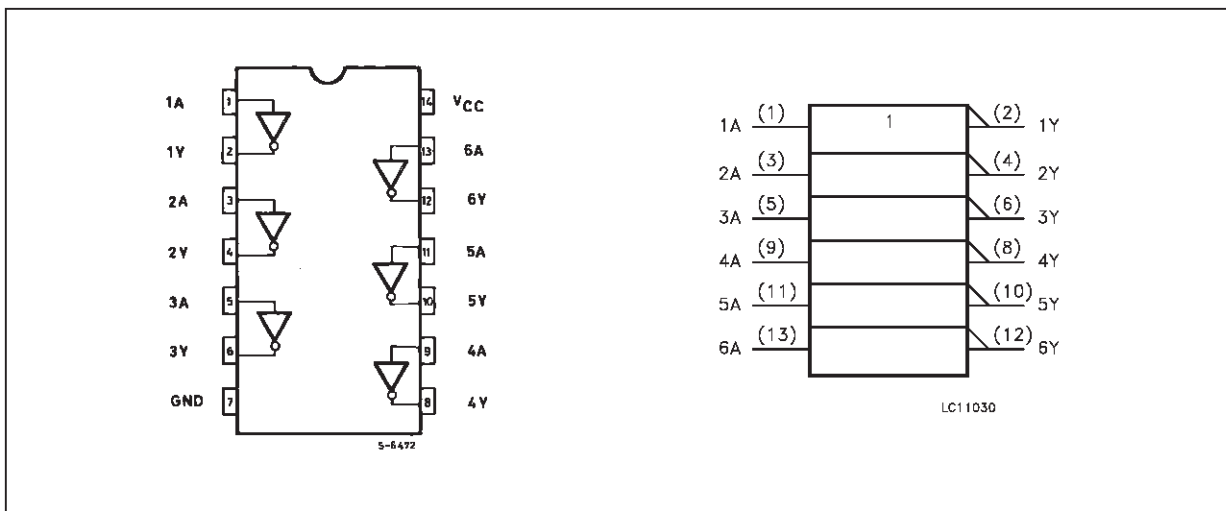 1A 1 14 VCC
1Y 2 13 6A
2A 3 12 6Y
2Y 4 11 5A
3A 5 10 5Y
3Y 6 9 4A
GND 7 8 4Y
S-6472
1A (1) 1 (2) 1Y
2A (3) (4) 2Y
3A (5) (6) 3Y
4A (9) (8) 4Y
5A (11) (10) 5Y
6A (13) (12) 6Y
LC11030